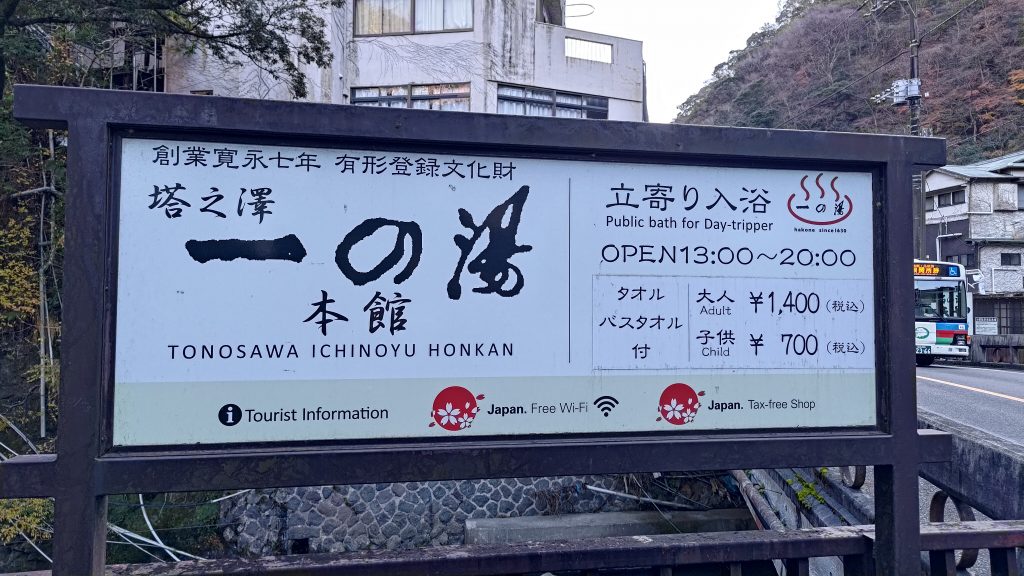 創業寛永七年 有形登録文化財
塔之澤
一の湯
本館
TONOSAWA ICHINOYU HONKAN
立寄り入浴
Public bath for Day-tripper
一の湯
hakone since1630
OPEN13:00～20:00
タオル
バスタオル
付
大人 ¥1,400 (税込)
Adult
子供 ¥ 700 (税込)
Child
i Tourist Information
Japan. Free Wi-Fi
Japan. Tax-free Shop